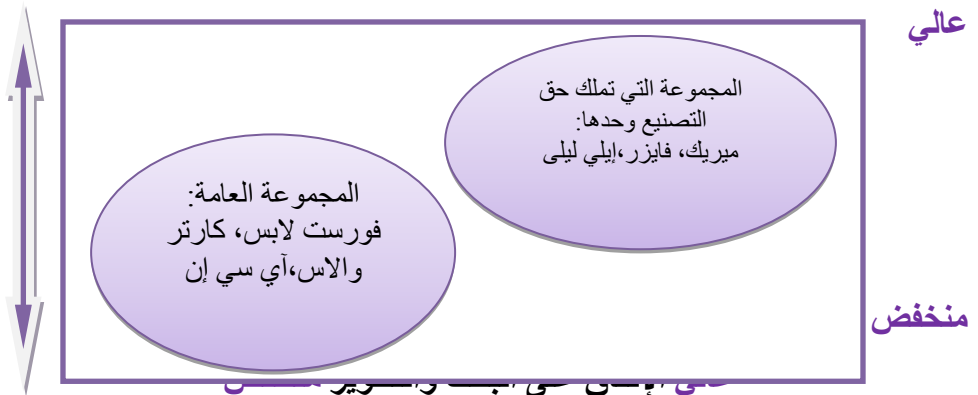 عالي
المجموعة التي تملك حق
التصنيع وحدها:
ميريك، فايزر،إيلي ليلى
المجموعة العامة:
فورست لابس، كارتر
والاس،آي سي إن
منخفض